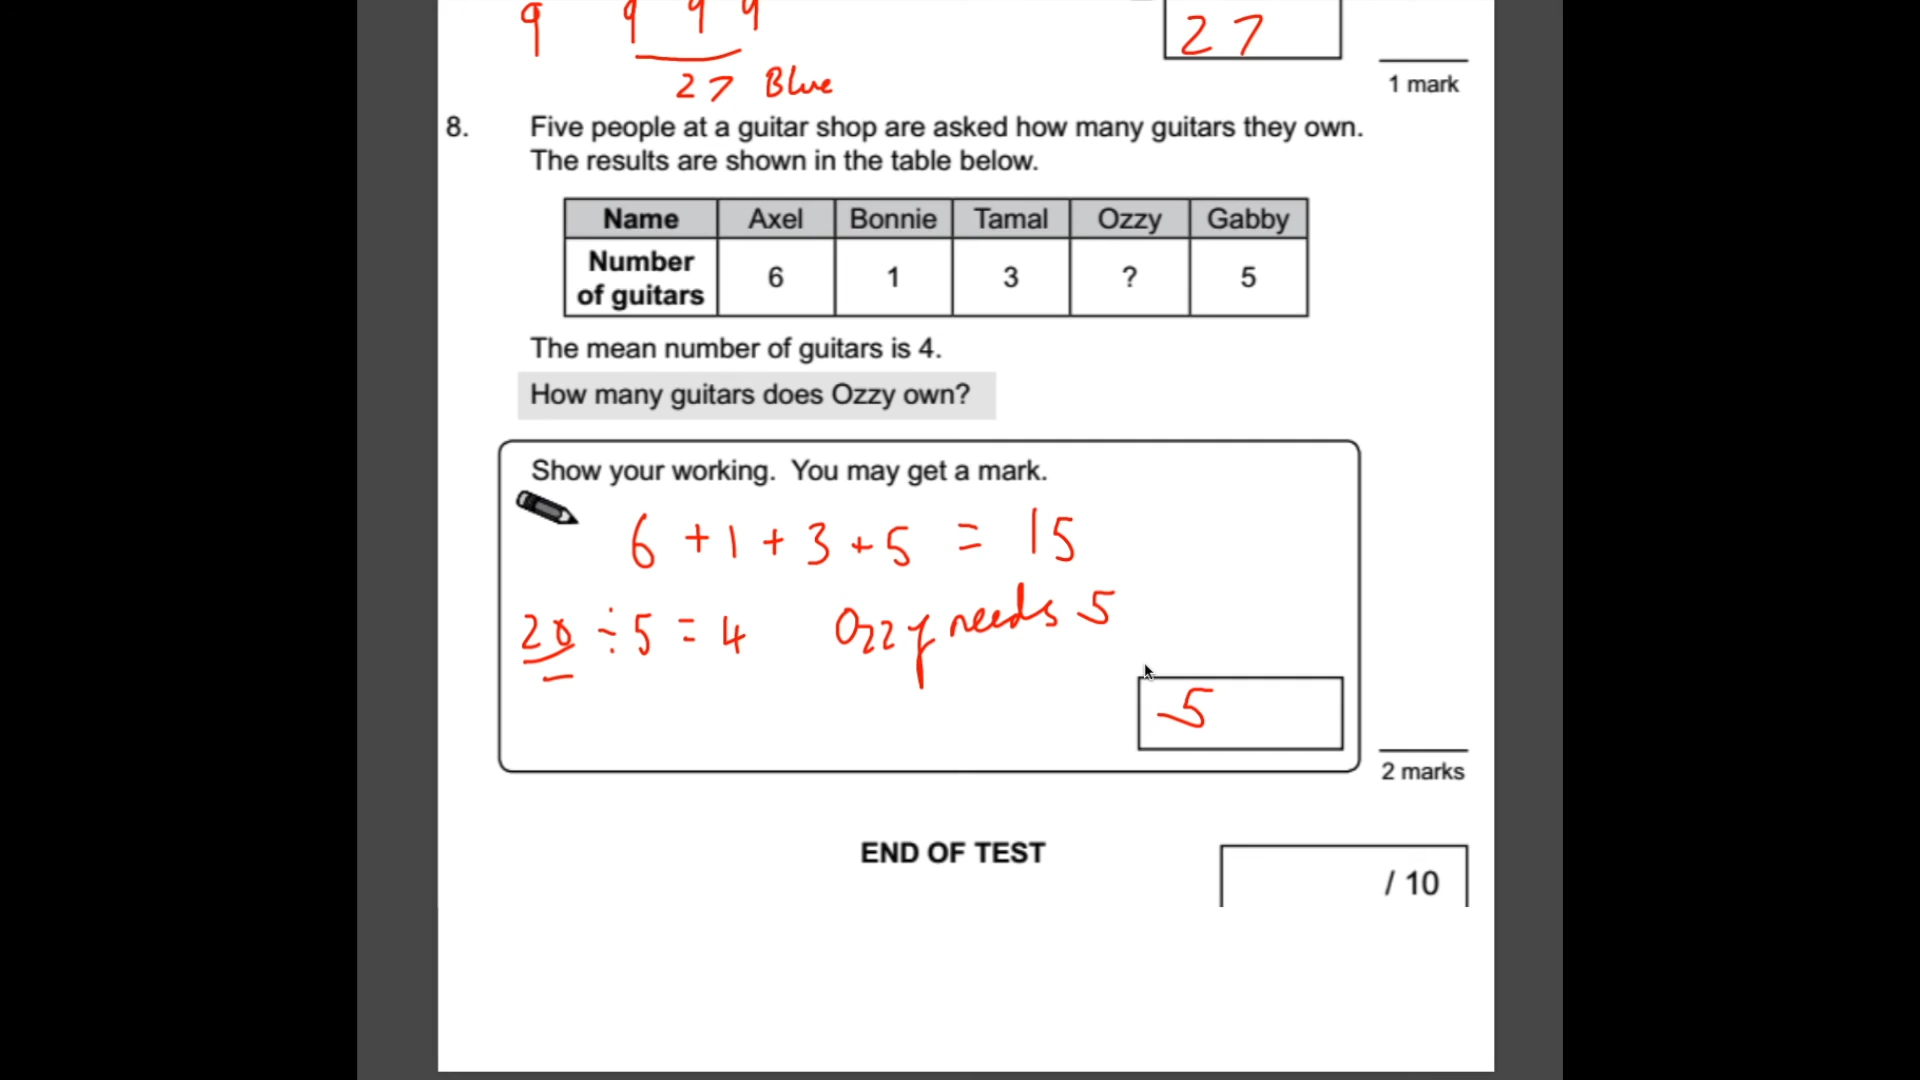 9 9 9 9
27
27 Blue
1 mark
8. Five people at a guitar shop are asked how many guitars they own.
The results are shown in the table below.
Name Axel Bonnie Tamal Ozzy Gabby
Number of guitars 6 1 3 ? 5
The mean number of guitars is 4.
How many guitars does Ozzy own?
Show your working. You may get a mark.
6 + 1 + 3 + 5 = 15
20 ÷ 5 = 4 Ozzy needs 5
5
2 marks
END OF TEST
/ 10